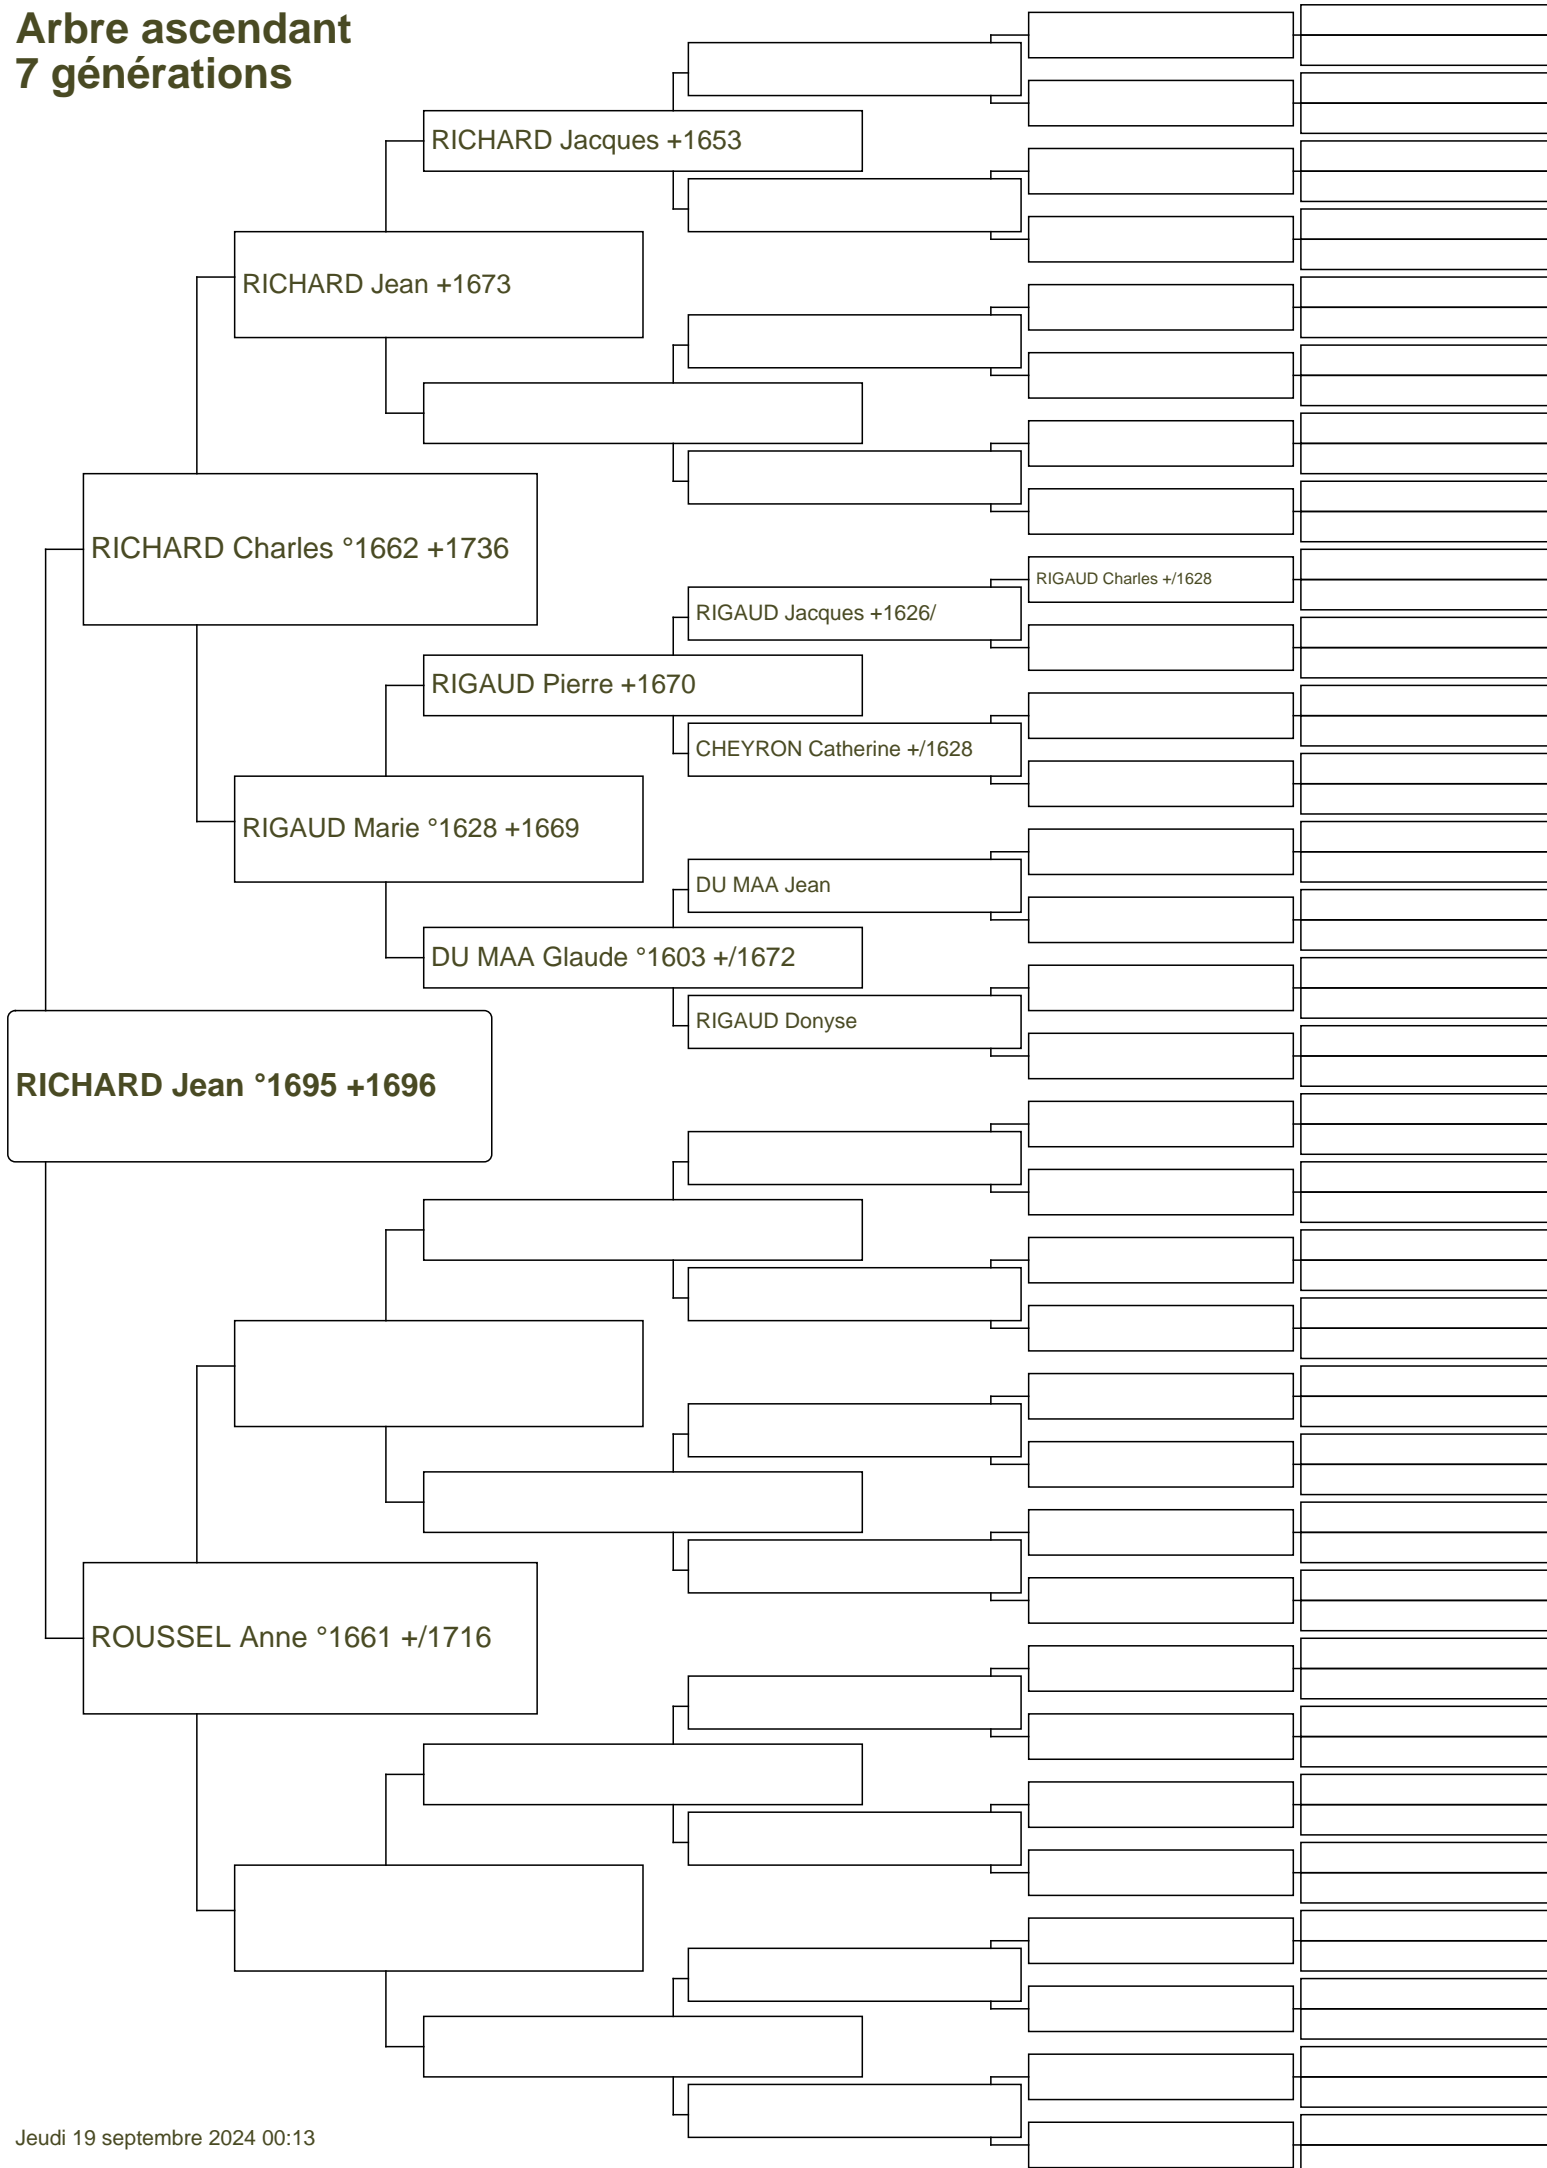 Arbre ascendant
7 générations
RICHARD Jacques +1653
RICHARD Jean +1673
RICHARD Charles °1662 +1736
RIGAUD Charles +/1628
RIGAUD Jacques +1626/
RIGAUD Pierre +1670
CHEYRON Catherine +/1628
RIGAUD Marie °1628 +1669
DU MAA Jean
DU MAA Glaude °1603 +/1672
RIGAUD Donyse
RICHARD Jean °1695 +1696
ROUSSEL Anne °1661 +/1716
Jeudi 19 septembre 2024 00:13